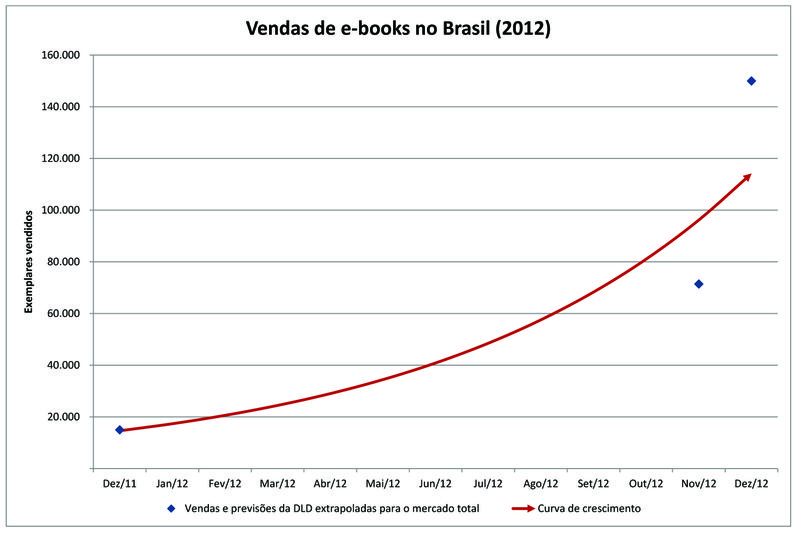 Vendas de e-books no Brasil (2012)
160.000
140.000
120.000
100.000
80.000
60.000
40.000
20.000
Exemplares vendidos
Dez/11 Jan/12 Fev/12 Mar/12 Abr/12 Mai/12 Jun/12 Jul/12 Ago/12 Set/12 Out/12 Nov/12 Dez/12
Vendas e previsões da DLD extrapoladas para o mercado total Curva de crescimento